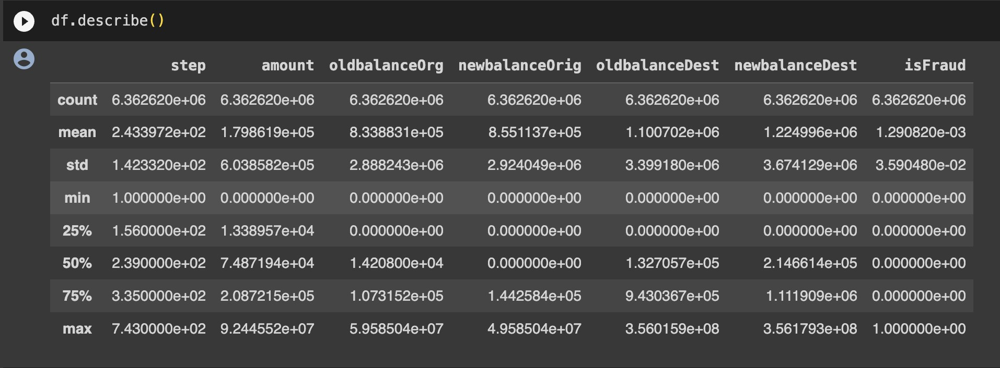 df.describe()
step amount oldbalanceOrg newbalanceOrig oldbalanceDest newbalanceDest isFraud
count 6.362620e+06 6.362620e+06 6.362620e+06 6.362620e+06 6.362620e+06 6.362620e+06 6.362620e+06
mean 2.433972e+02 1.798619e+05 8.338831e+05 8.551137e+05 1.100702e+06 1.224996e+06 1.290820e-03
std 1.423320e+02 6.038582e+05 2.888243e+06 2.924049e+06 3.399180e+06 3.674129e+06 3.590480e-02
min 1.000000e+00 0.000000e+00 0.000000e+00 0.000000e+00 0.000000e+00 0.000000e+00 0.000000e+00
25% 1.560000e+02 1.338957e+04 0.000000e+00 0.000000e+00 0.000000e+00 0.000000e+00 0.000000e+00
50% 2.390000e+02 7.487194e+04 1.420800e+04 0.000000e+00 1.327057e+05 2.146614e+05 0.000000e+00
75% 3.350000e+02 2.087215e+05 1.073152e+05 1.442584e+05 9.430367e+05 1.111909e+06 0.000000e+00
max 7.430000e+02 9.244552e+07 5.958504e+07 4.958504e+07 3.560159e+08 3.561793e+08 1.000000e+00